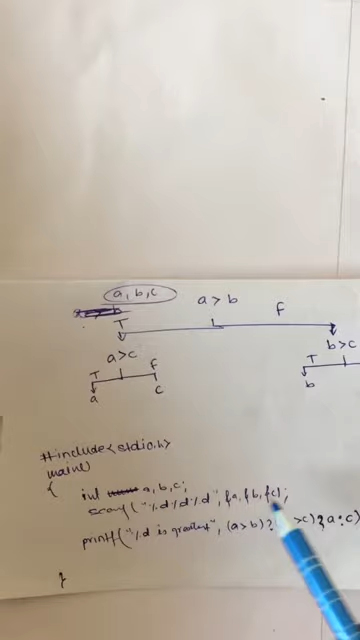 a, b, c
a > b
T F
a>c b>c
T F T
a c b
#include<stdio.h>
main()
{
int a, b, c;
scanf("%d%d%d", &a, &b, &c);
printf("%d is greatest", (a>b)? >c)?a:c)
}